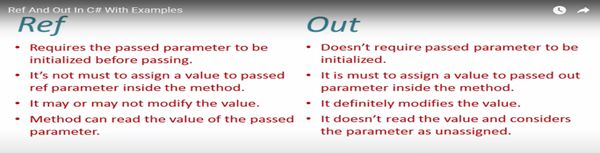 Ref And Out In C# With Examples
Ref
• Requires the passed parameter to be
initialized before passing.
• It's not must to assign a value to passed
ref parameter inside the method.
• It may or may not modify the value.
• Method can read the value of the passed
parameter.
Out
• Doesn't require passed parameter to be
initialized.
• It is must to assign a value to passed out
parameter inside the method.
• It definitely modifies the value.
• It doesn't read the value and considers
the parameter as unassigned.